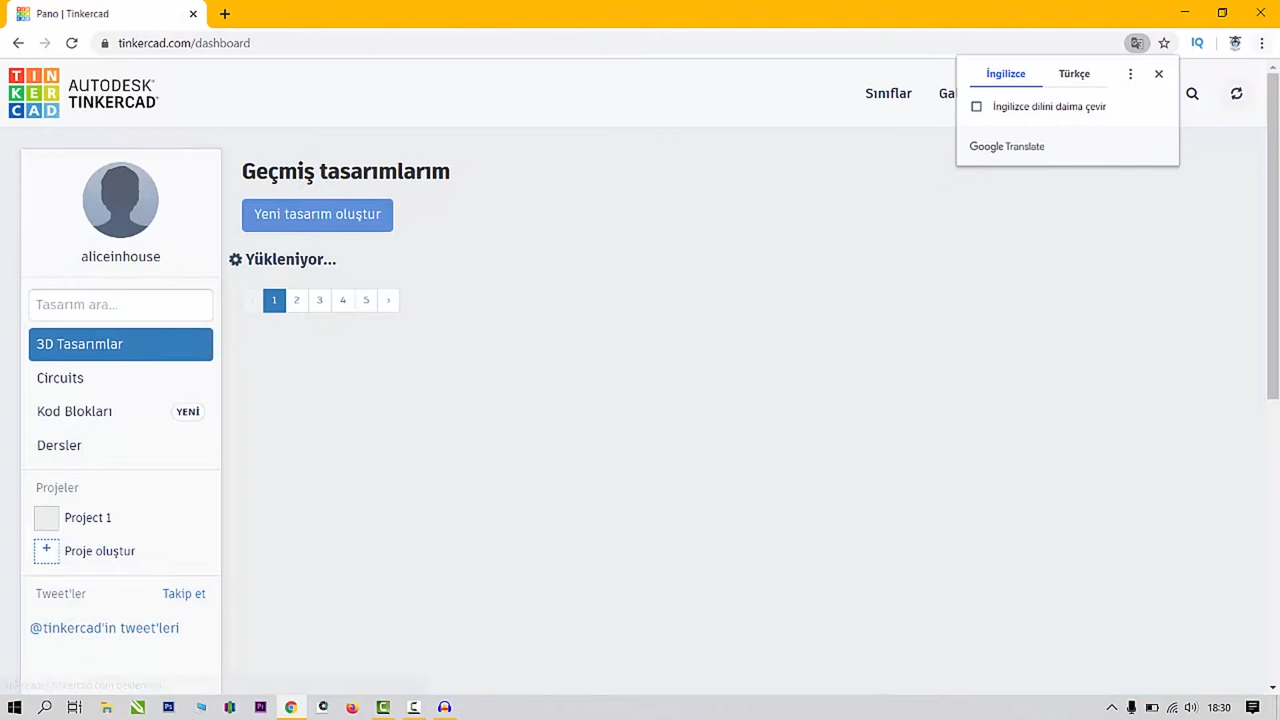 Pano | Tinkercad
tinkercad.com/dashboard
IQ
İngilizce
Türkçe
İngilizce dilini daima çevir
Google Translate
TIN
KER
CAD
AUTODESK
TINKERCAD
Sınıflar
Ga
aliceinhouse
Tasarım ara...
3D Tasarımlar
Circuits
Kod Blokları YENİ
Dersler
Projeler
Project 1
Proje oluştur
Tweet'ler Takip et
@tinkercad'in tweet'leri
Geçmiş tasarımlarım
Yeni tasarım oluştur
Yükleniyor...
1 2 3 4 5 ›
18:30